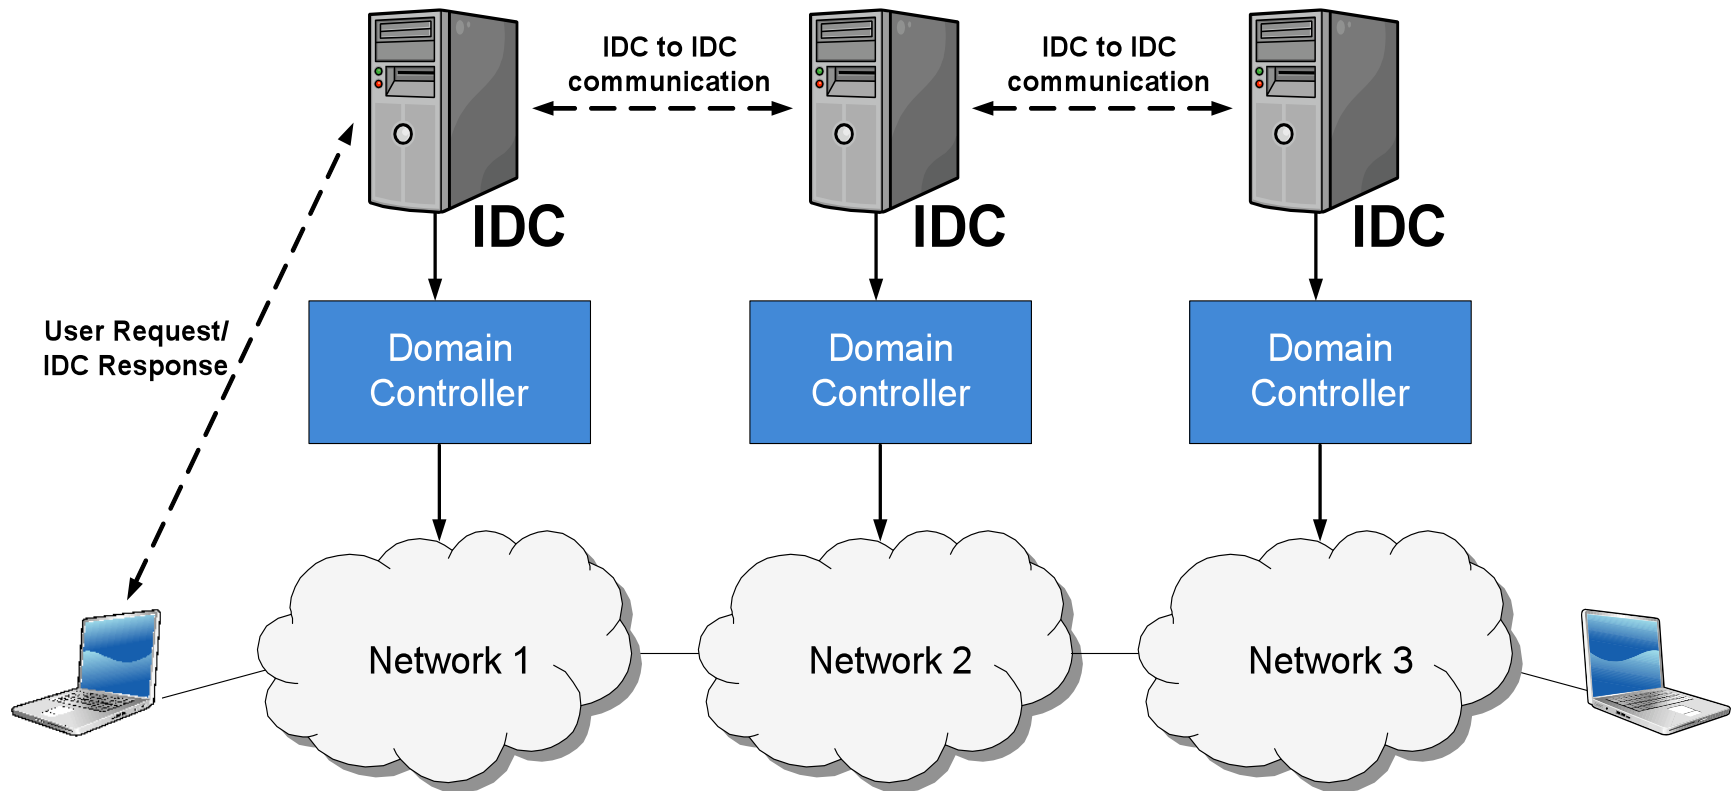 IDC to IDC
communication
IDC to IDC
communication
IDC
IDC
IDC
User Request/
IDC Response
Domain
Controller
Domain
Controller
Domain
Controller
Network 1
Network 2
Network 3